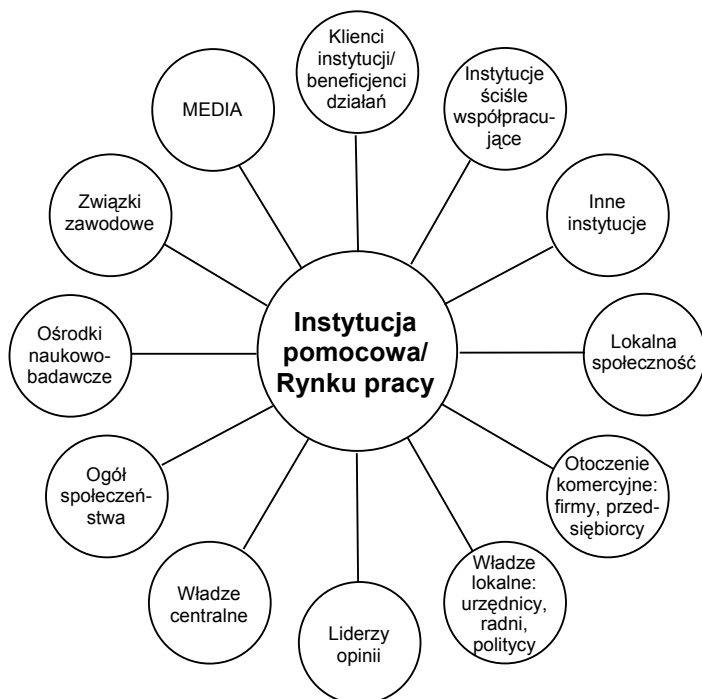 Klienci
instytucji/
beneficjenci
działań
Instytucje
ściśle
współpracu-
jące
Inne
instytucje
Lokalna
społeczność
Otoczenie
komercyjne:
firmy, przed-
siębiorcy
Władze
lokalne:
urzędnicy,
radni,
politycy
Liderzy
opinii
Władze
centralne
Ogół
społeczeń-
stwa
Ośrodki
naukowo-
badawcze
Związki
zawodowe
MEDIA
Instytucja
pomocowa/
Rynku pracy